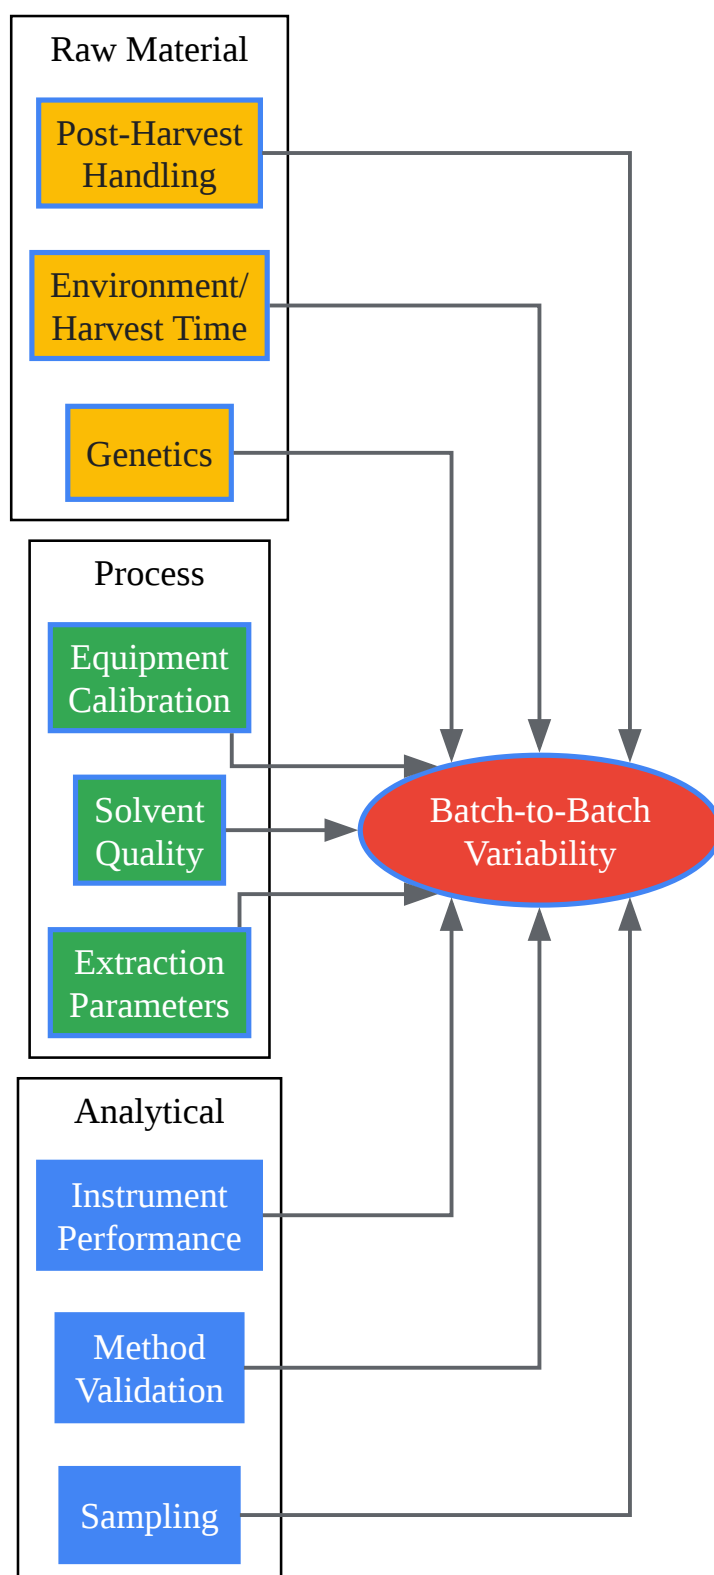 Raw Material
Post-Harvest
Handling
Environment/
Harvest Time
Genetics
Process
Equipment
Calibration
Solvent
Quality
Extraction
Parameters
Batch-to-Batch
Variability
Analytical
Instrument
Performance
Method
Validation
Sampling